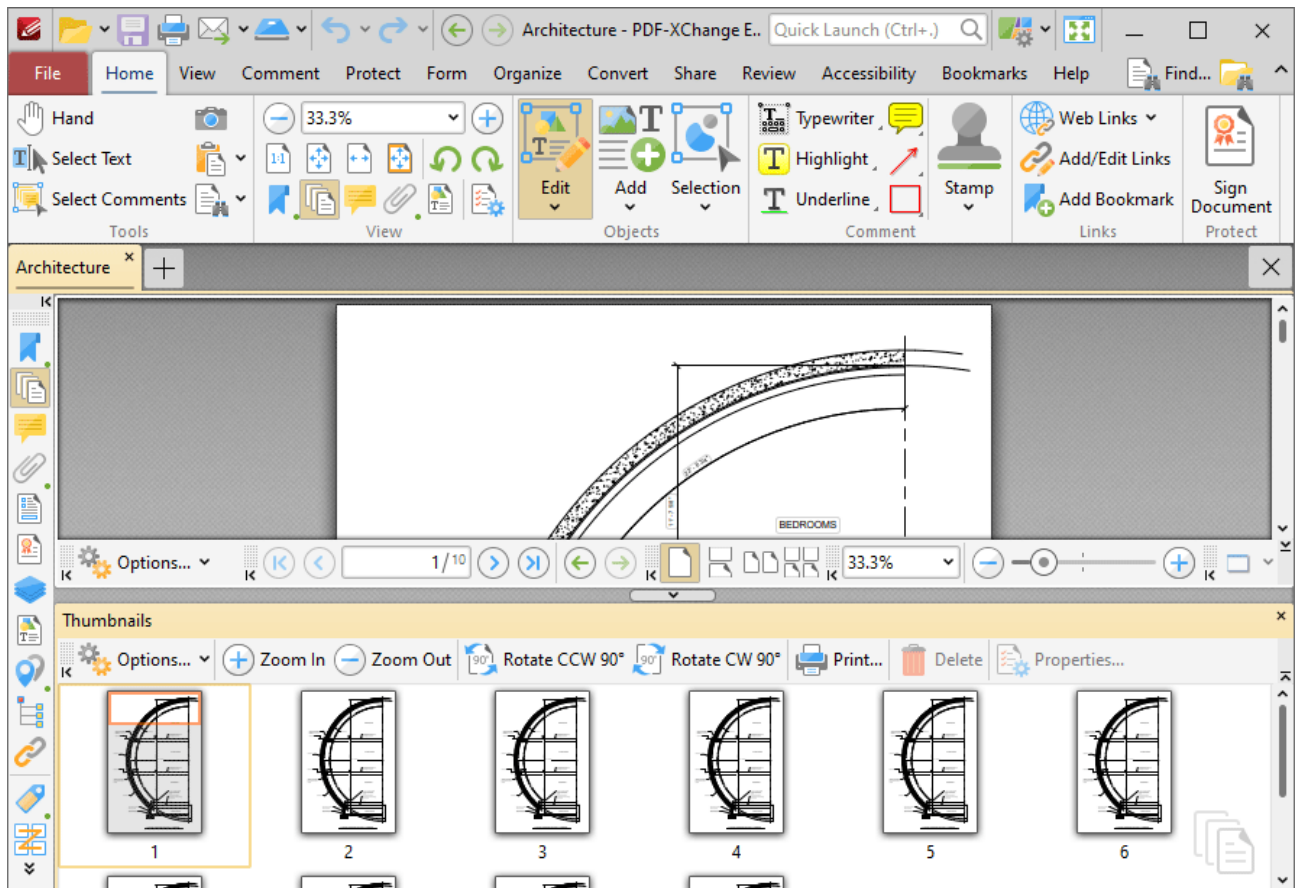 Architecture - PDF-XChange E.. Quick Launch (Ctrl+.)
File Home View Comment Protect Form Organize Convert Share Review Accessibility Bookmarks Help Find...
Hand 33.3% Typewriter Web Links
Select Text 1:1 Highlight Add/Edit Links
Edit Add Selection Stamp Sign
Select Comments Underline Add Bookmark Document
Tools View Objects Comment Links Protect
Architecture
BEDROOMS
Options... 1/10 33.3%
Thumbnails
Options... Zoom In Zoom Out 90° Rotate CCW 90° 90° Rotate CW 90° Print... Delete Properties...
1 2 3 4 5 6